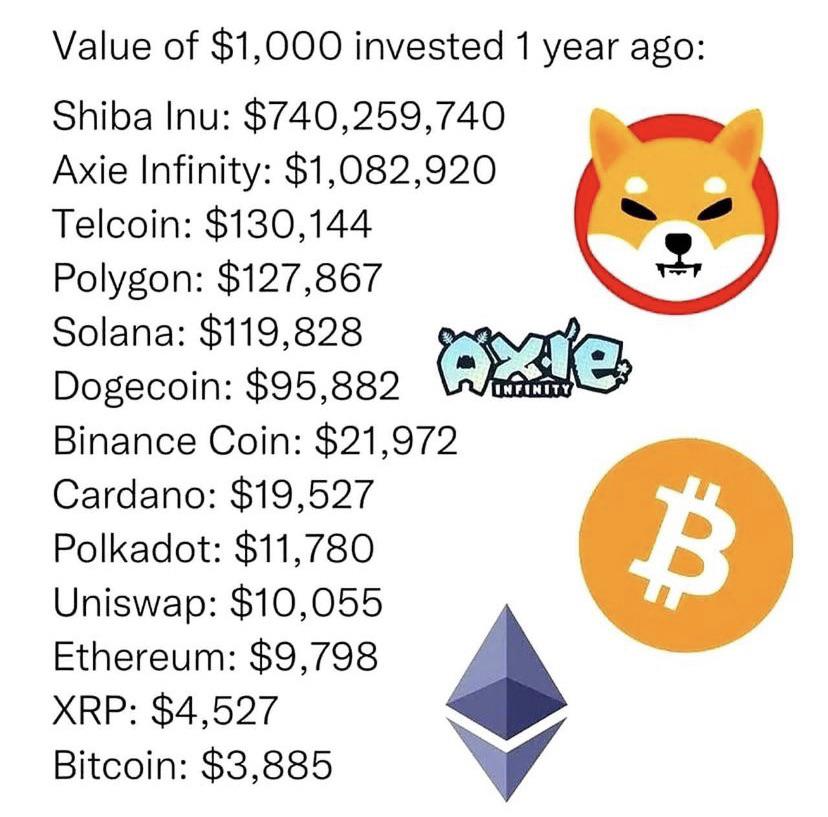 Value of $1,000 invested 1 year ago:
Shiba Inu: $740,259,740
Axie Infinity: $1,082,920
Telcoin: $130,144
Polygon: $127,867
Solana: $119,828
AXIE
INFINITY
Dogecoin: $95,882
Binance Coin: $21,972
Cardano: $19,527
Polkadot: $11,780
Uniswap: $10,055
Ethereum: $9,798
XRP: $4,527
Bitcoin: $3,885